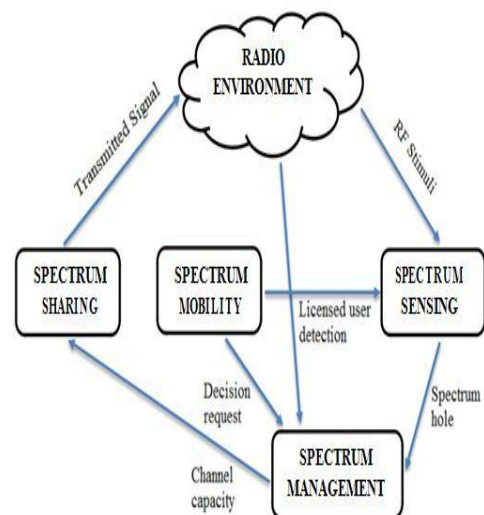 RADIO
ENVIRONMENT
Transmitted Signal
RF Stimuli
SPECTRUM
SHARING
SPECTRUM
MOBILITY
SPECTRUM
SENSING
Licensed user
detection
Decision
request
Spectrum
hole
Channel
capacity
SPECTRUM
MANAGEMENT